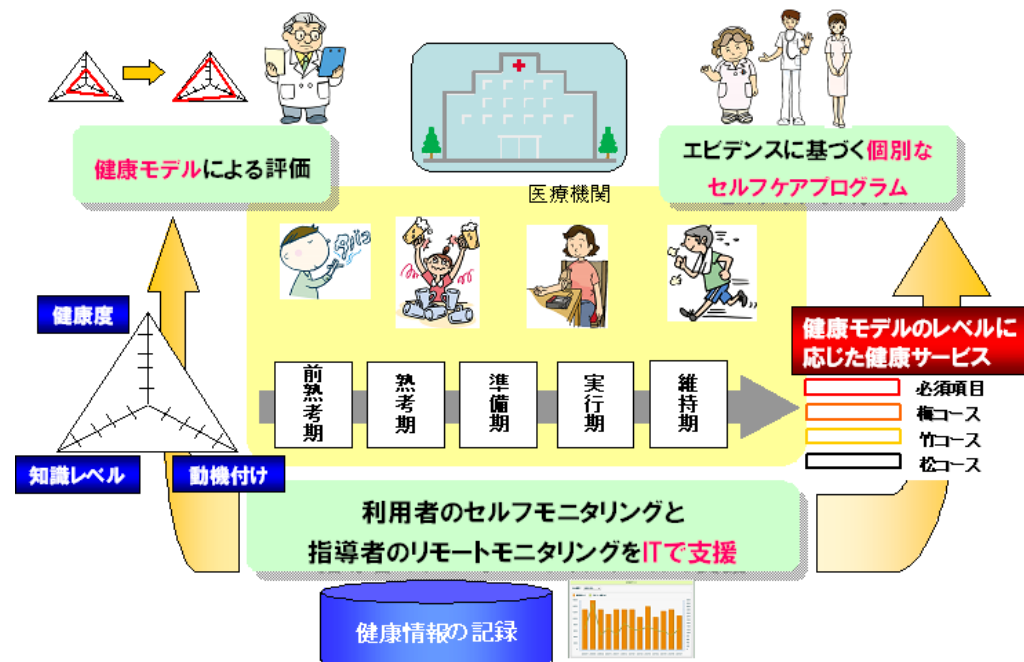 健康モデルによる評価
医療機関
エビデンスに基づく個別な
セルフケアプログラム
健康度
知識レベル
動機付け
前熟考期
熟考期
準備期
実行期
維持期
健康モデルのレベルに
応じた健康サービス
必須項目
梅コース
竹コース
松コース
利用者のセルフモニタリングと
指導者のリモートモニタリングをITで支援
健康情報の記録